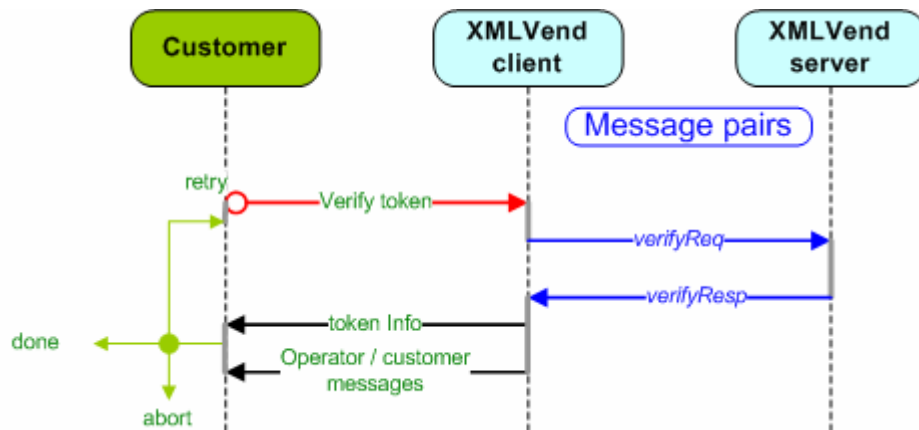 Customer
XMLVend
client
XMLVend
server
Message pairs
retry
Verify token
verifyReq
verifyResp
token Info
done
Operator / customer
messages
abort